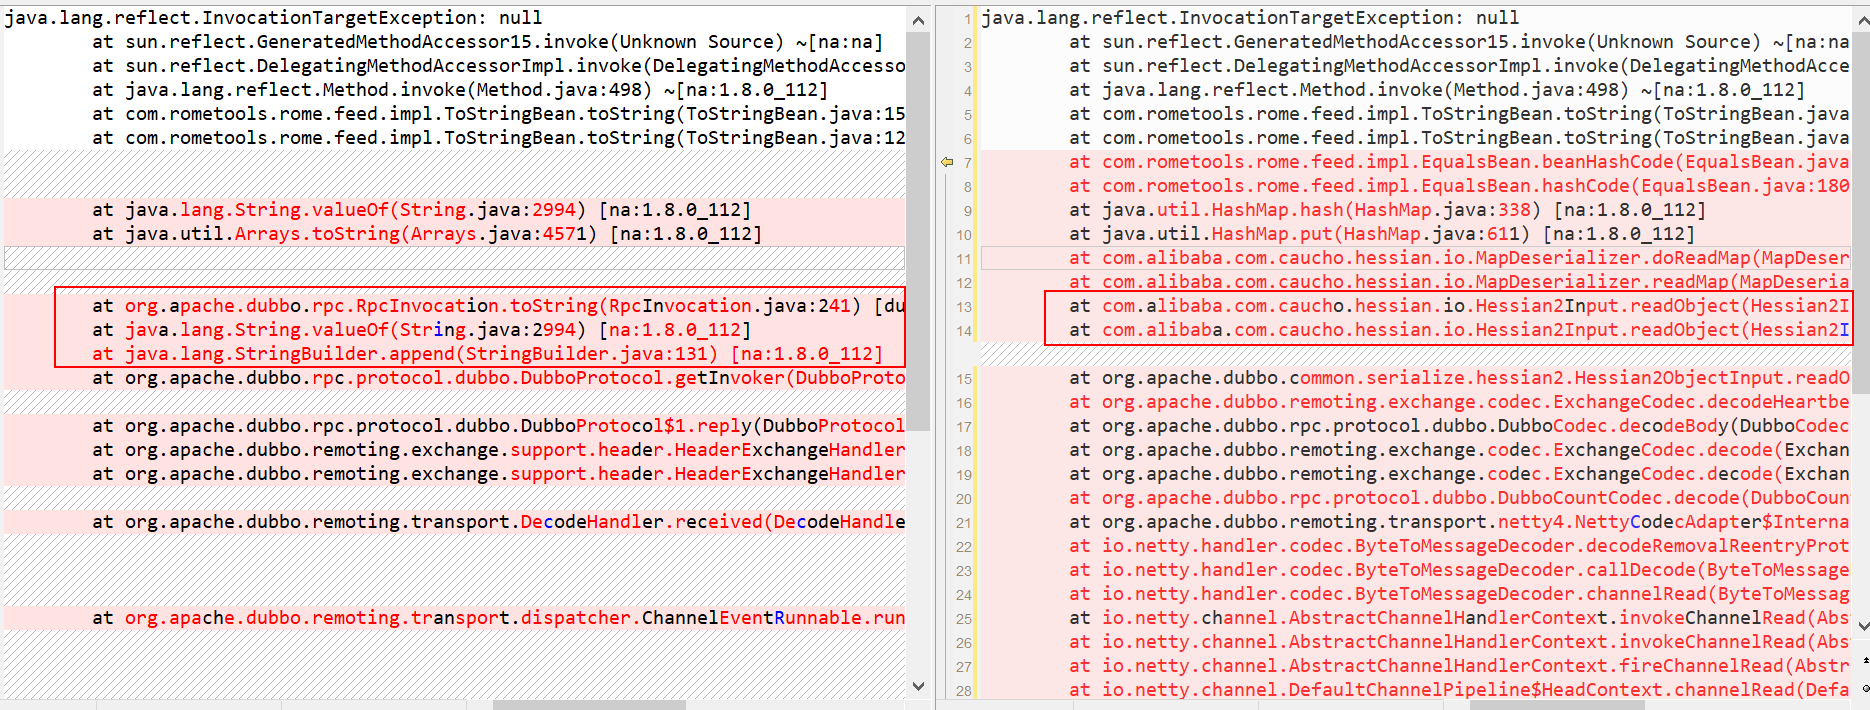 java.lang.reflect.InvocationTargetException: null
at sun.reflect.GeneratedMethodAccessor15.invoke(Unknown Source) ~[na:na]
at sun.reflect.DelegatingMethodAccessorImpl.invoke(DelegatingMethodAccesso
at java.lang.reflect.Method.invoke(Method.java:498) ~[na:1.8.0_112]
at com.rometools.rome.feed.impl.ToStringBean.toString(ToStringBean.java:15
at com.rometools.rome.feed.impl.ToStringBean.toString(ToStringBean.java:12
at java.lang.String.valueOf(String.java:2994) [na:1.8.0_112]
at java.util.Arrays.toString(Arrays.java:4571) [na:1.8.0_112]
at org.apache.dubbo.rpc.RpcInvocation.toString(RpcInvocation.java:241) [du
at java.lang.String.valueOf(String.java:2994) [na:1.8.0_112]
at java.lang.StringBuilder.append(StringBuilder.java:131) [na:1.8.0_112]
at org.apache.dubbo.rpc.protocol.dubbo.DubboProtocol.getInvoker(DubboProto
at org.apache.dubbo.rpc.protocol.dubbo.DubboProtocol$1.reply(DubboProtocol
at org.apache.dubbo.remoting.exchange.support.header.HeaderExchangeHandler
at org.apache.dubbo.remoting.exchange.support.header.HeaderExchangeHandler
at org.apache.dubbo.remoting.transport.DecodeHandler.received(DecodeHandle
at org.apache.dubbo.remoting.transport.dispatcher.ChannelEventRunnable.run
1 java.lang.reflect.InvocationTargetException: null
2 at sun.reflect.GeneratedMethodAccessor15.invoke(Unknown Source) ~[na:na
3 at sun.reflect.DelegatingMethodAccessorImpl.invoke(DelegatingMethodAcce
4 at java.lang.reflect.Method.invoke(Method.java:498) ~[na:1.8.0_112]
5 at com.rometools.rome.feed.impl.ToStringBean.toString(ToStringBean.java
6 at com.rometools.rome.feed.impl.ToStringBean.toString(ToStringBean.java
7 at com.rometools.rome.feed.impl.EqualsBean.beanHashCode(EqualsBean.java
8 at com.rometools.rome.feed.impl.EqualsBean.hashCode(EqualsBean.java:180
9 at java.util.HashMap.hash(HashMap.java:338) [na:1.8.0_112]
10 at java.util.HashMap.put(HashMap.java:611) [na:1.8.0_112]
11 at com.alibaba.com.caucho.hessian.io.MapDeserializer.doReadMap(MapDeser
12 at com.alibaba.com.caucho.hessian.io.MapDeserializer.readMap(MapDeseria
13 at com.alibaba.com.caucho.hessian.io.Hessian2Input.readObject(Hessian2I
14 at com.alibaba.com.caucho.hessian.io.Hessian2Input.readObject(Hessian2I
15 at org.apache.dubbo.common.serialize.hessian2.Hessian2ObjectInput.readO
16 at org.apache.dubbo.remoting.exchange.codec.ExchangeCodec.decodeHeartbe
17 at org.apache.dubbo.rpc.protocol.dubbo.DubboCodec.decodeBody(DubboCodec
18 at org.apache.dubbo.remoting.exchange.codec.ExchangeCodec.decode(Exchan
19 at org.apache.dubbo.remoting.exchange.codec.ExchangeCodec.decode(Exchan
20 at org.apache.dubbo.rpc.protocol.dubbo.DubboCountCodec.decode(DubboCoun
21 at org.apache.dubbo.remoting.transport.netty4.NettyCodecAdapter$Interna
22 at io.netty.handler.codec.ByteToMessageDecoder.decodeRemovalReentryProt
23 at io.netty.handler.codec.ByteToMessageDecoder.callDecode(ByteToMessage
24 at io.netty.handler.codec.ByteToMessageDecoder.channelRead(ByteToMessag
25 at io.netty.channel.AbstractChannelHandlerContext.invokeChannelRead(Abs
26 at io.netty.channel.AbstractChannelHandlerContext.invokeChannelRead(Abs
27 at io.netty.channel.AbstractChannelHandlerContext.fireChannelRead(Abstr
28 at io.netty.channel.DefaultChannelPipeline$HeadContext.channelRead(Defa